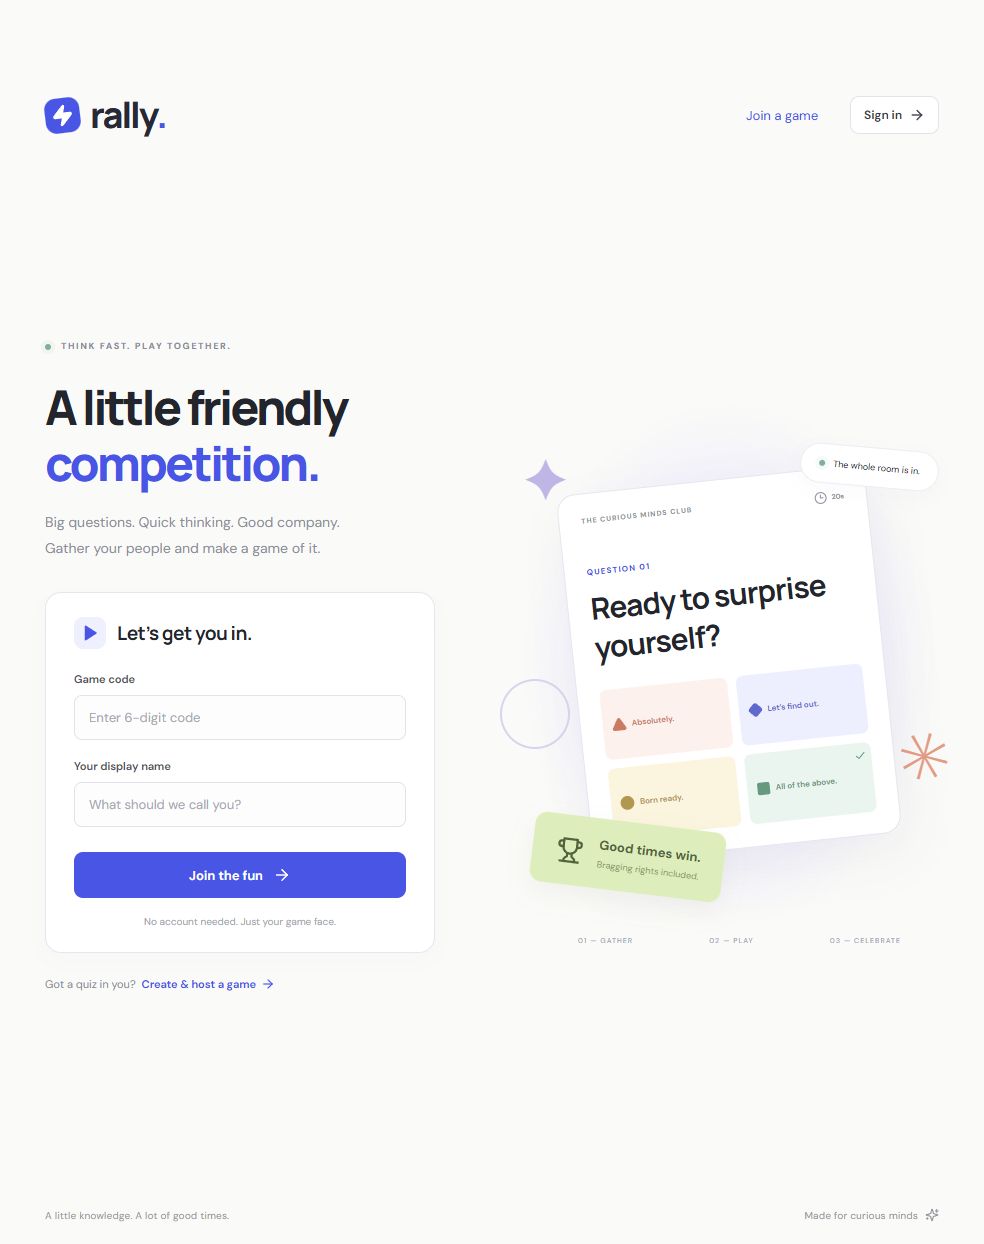 rally.
Join a game
Sign in
THINK FAST. PLAY TOGETHER.
A little friendly
competition.
Big questions. Quick thinking. Good company.
Gather your people and make a game of it.
Let's get you in.
Game code
Enter 6-digit code
Your display name
What should we call you?
Join the fun
No account needed. Just your game face.
Got a quiz in you? Create & host a game
The whole room is in.
THE CURIOUS MINDS CLUB
20s
QUESTION 01
Ready to surprise
yourself?
Absolutely.
Let's find out.
Born ready.
All of the above.
Good times win.
Bragging rights included.
01 — GATHER
02 — PLAY
03 — CELEBRATE
A little knowledge. A lot of good times.
Made for curious minds